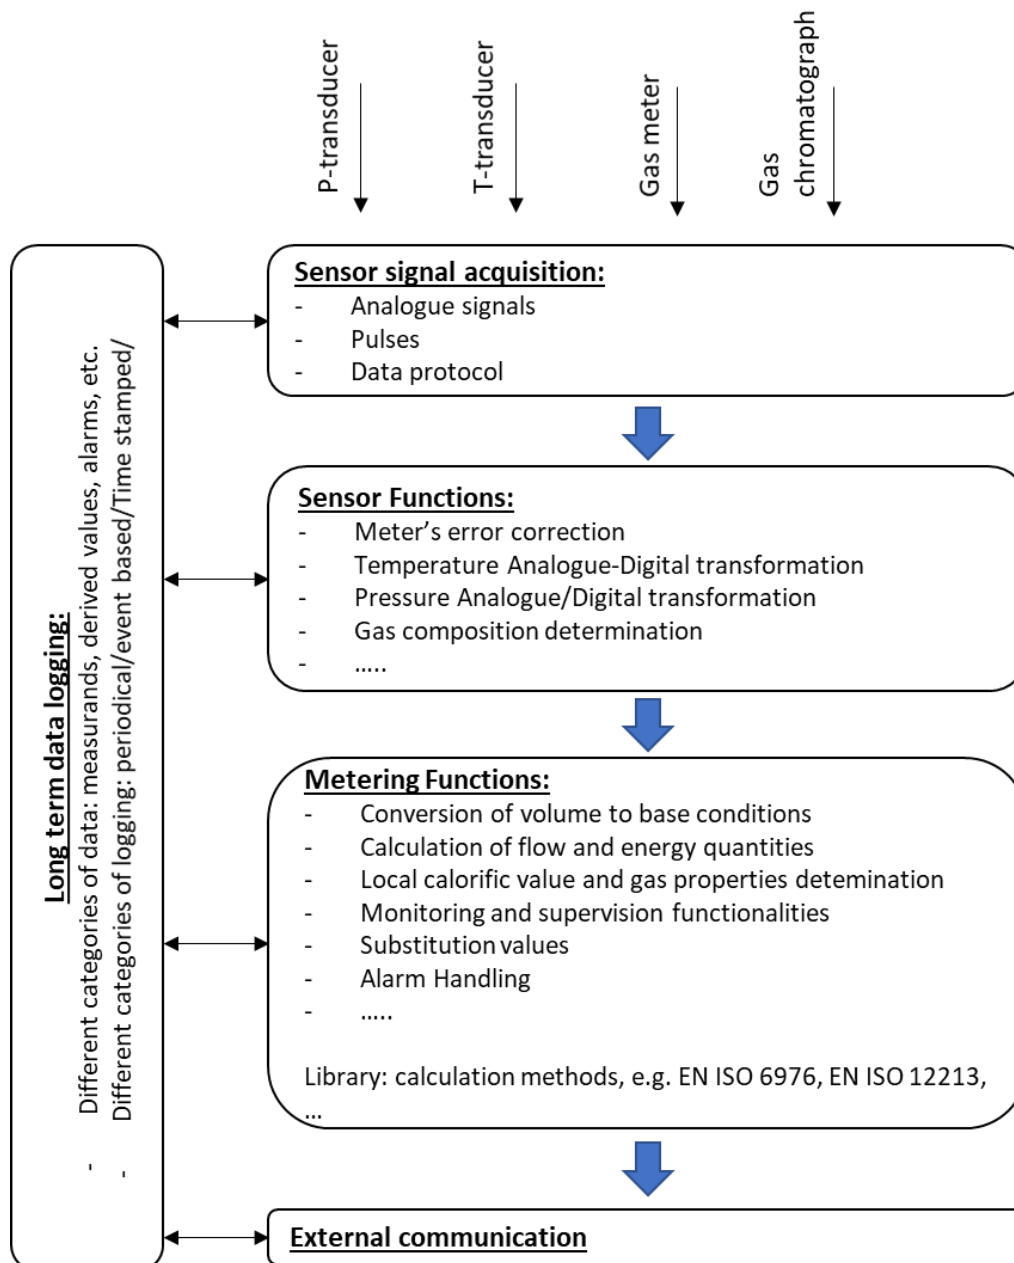 P-transducer
T-transducer
Gas meter
Gas
chromatograph
Long term data logging:
- Different categories of data: measurands, derived values, alarms, etc.
- Different categories of logging: periodical/event based/Time stamped/
Sensor signal acquisition:
- Analogue signals
- Pulses
- Data protocol
Sensor Functions:
- Meter’s error correction
- Temperature Analogue-Digital transformation
- Pressure Analogue/Digital transformation
- Gas composition determination
- …..
Metering Functions:
- Conversion of volume to base conditions
- Calculation of flow and energy quantities
- Local calorific value and gas properties detemination
- Monitoring and supervision functionalities
- Substitution values
- Alarm Handling
- …..
Library: calculation methods, e.g. EN ISO 6976, EN ISO 12213,
…
External communication